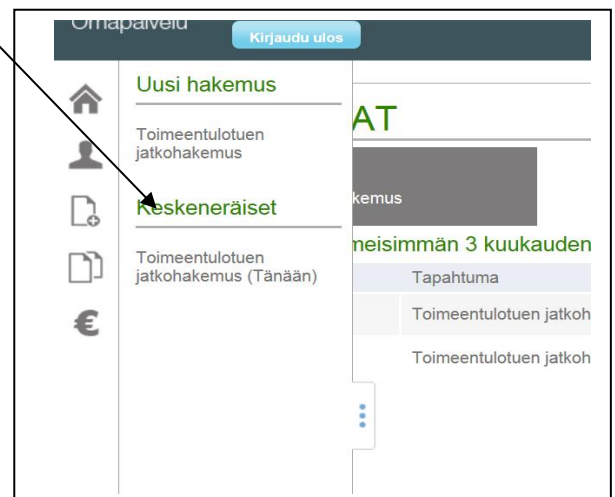 Omapalvelu
Kirjaudu ulos
Uusi hakemus
Toimeentulotuen
jatkohakemus
Keskeneräiset
Toimeentulotuen
jatkohakemus (Tänään)
AT
kemus
meisimmän 3 kuukauden
Tapahtuma
Toimeentulotuen jatkoh
Toimeentulotuen jatkoh